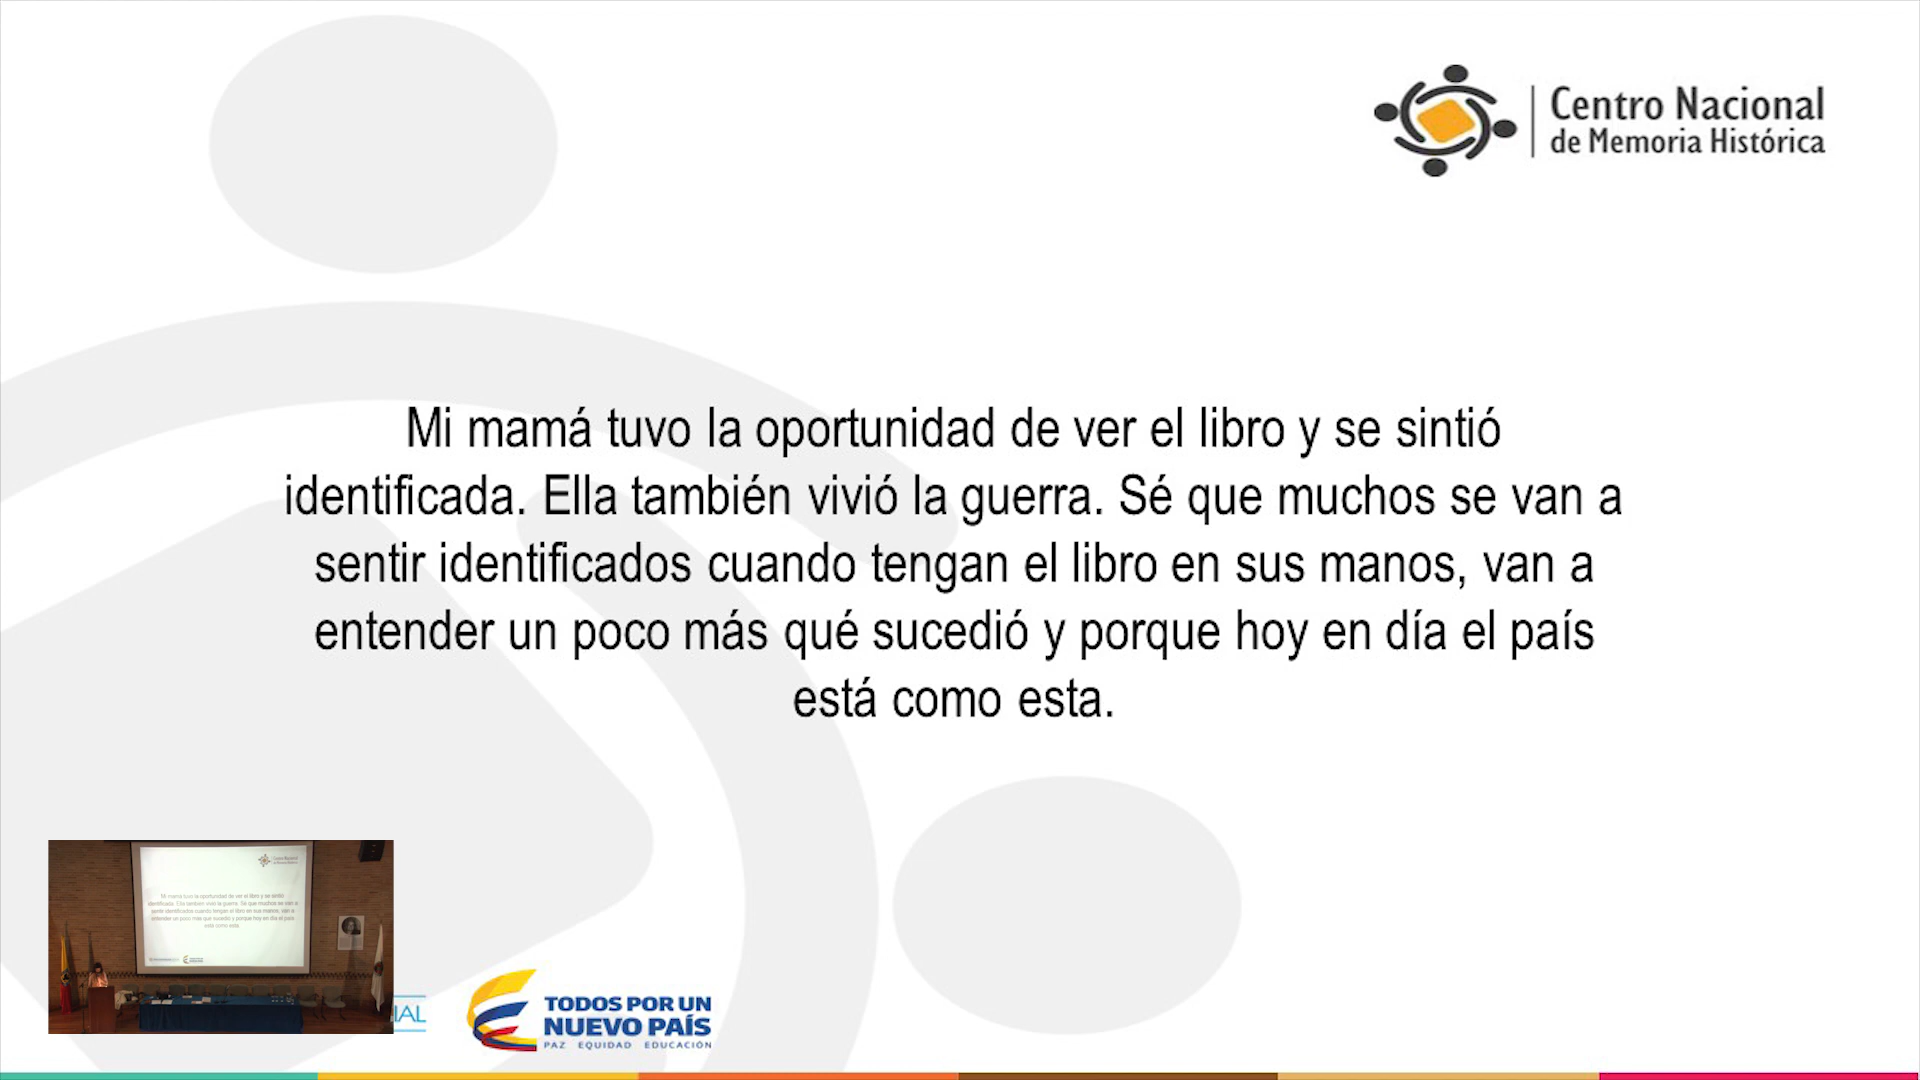 Centro Nacional
de Memoria Histórica
Mi mamá tuvo la oportunidad de ver el libro y se sintió
identificada. Ella también vivió la guerra. Sé que muchos se van a
sentir identificados cuando tengan el libro en sus manos, van a
entender un poco más qué sucedió y porque hoy en día el país
está como esta.
IAL
TODOS POR UN
NUEVO PAÍS
PAZ EQUIDAD EDUCACIÓN